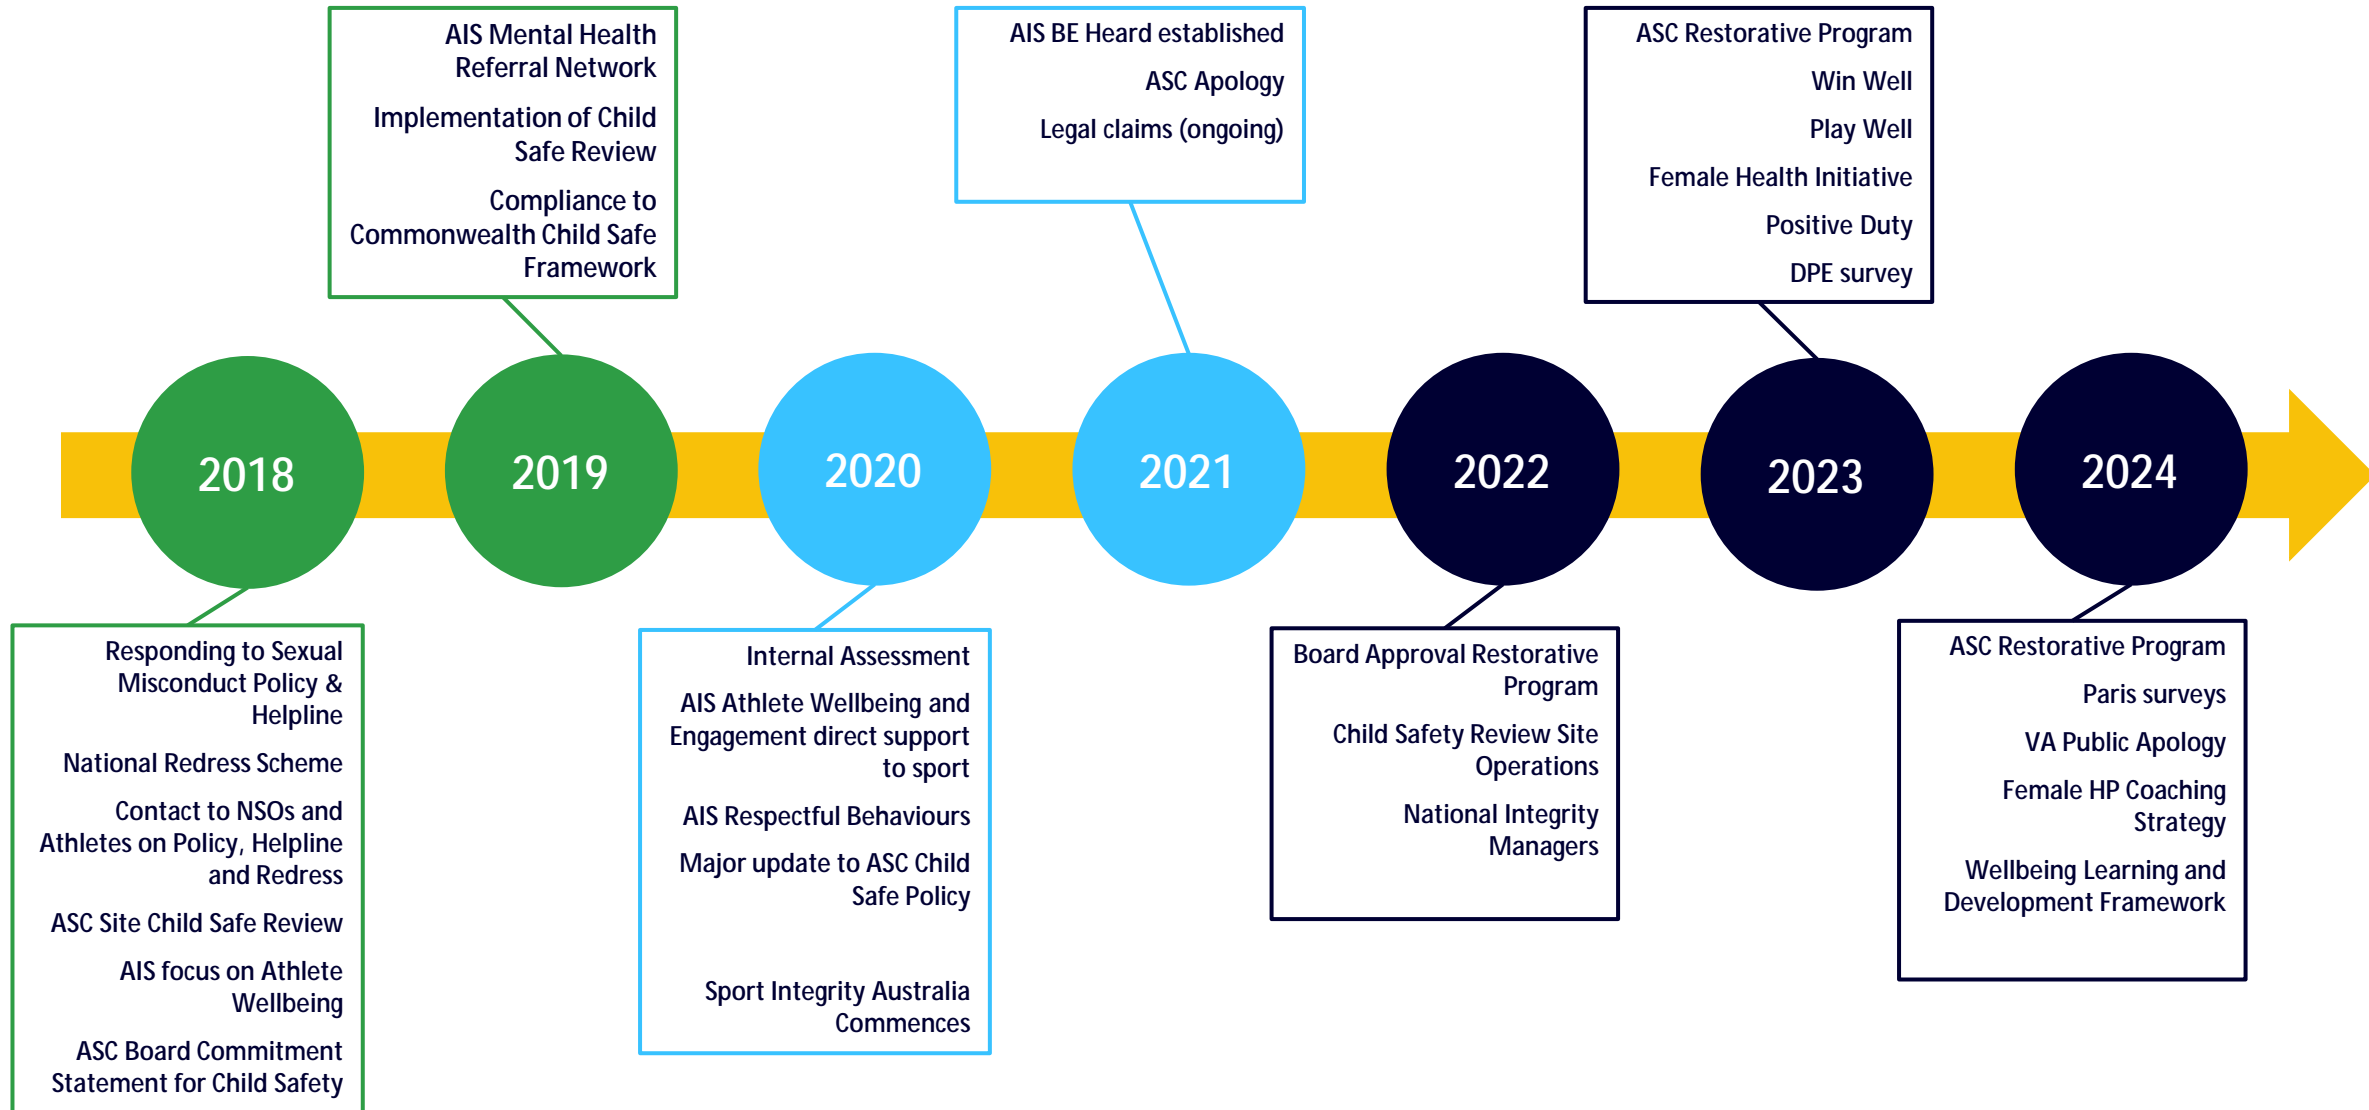 AIS Mental Health
Referral Network
Implementation of Child
Safe Review
Compliance to
Commonwealth Child Safe
Framework
AIS BE Heard established
ASC Apology
Legal claims (ongoing)
ASC Restorative Program
Win Well
Play Well
Female Health Initiative
Positive Duty
DPE survey
2018
2019
2020
2021
2022
2023
2024
Responding to Sexual
Misconduct Policy &
Helpline
National Redress Scheme
Contact to NSOs and
Athletes on Policy, Helpline
and Redress
ASC Site Child Safe Review
AIS focus on Athlete
Wellbeing
ASC Board Commitment
Statement for Child Safety
Internal Assessment
AIS Athlete Wellbeing and
Engagement direct support
to sport
AIS Respectful Behaviours
Major update to ASC Child
Safe Policy
Sport Integrity Australia
Commences
Board Approval Restorative
Program
Child Safety Review Site
Operations
National Integrity
Managers
ASC Restorative Program
Paris surveys
VA Public Apology
Female HP Coaching
Strategy
Wellbeing Learning and
Development Framework